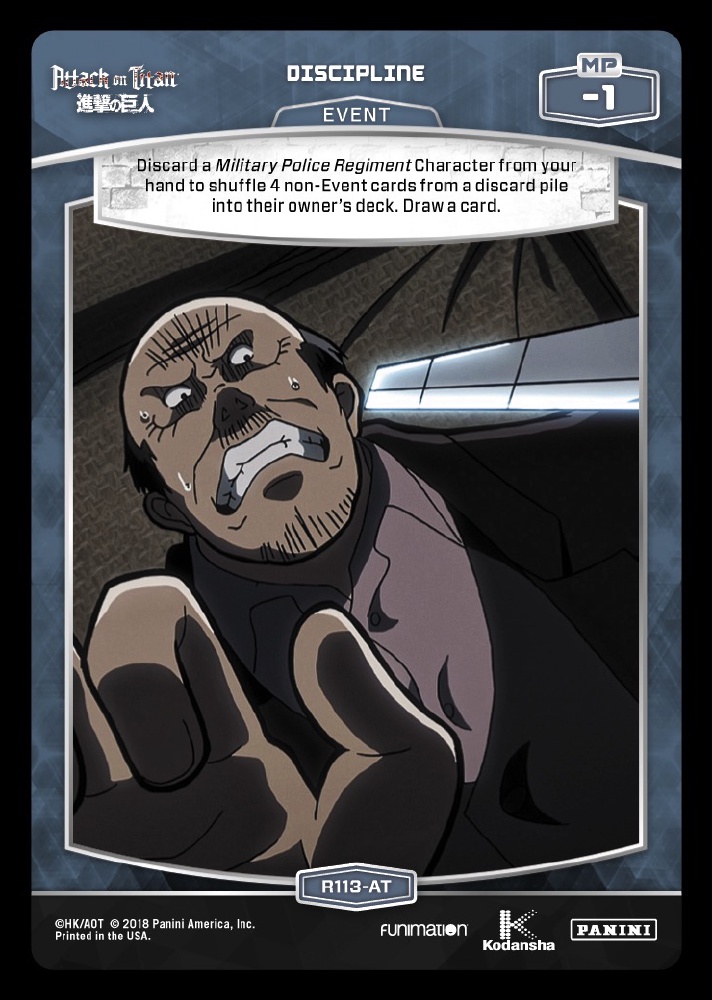 Attack on Titan
進撃の巨人
DISCIPLINE
EVENT
MP
-1
Discard a Military Police Regiment Character from your
hand to shuffle 4 non-Event cards from a discard pile
into their owner's deck. Draw a card.
R113-AT
©HK/AOT © 2018 Panini America, Inc.
Printed in the USA.
FUNIMATION
Kodansha
PANINI